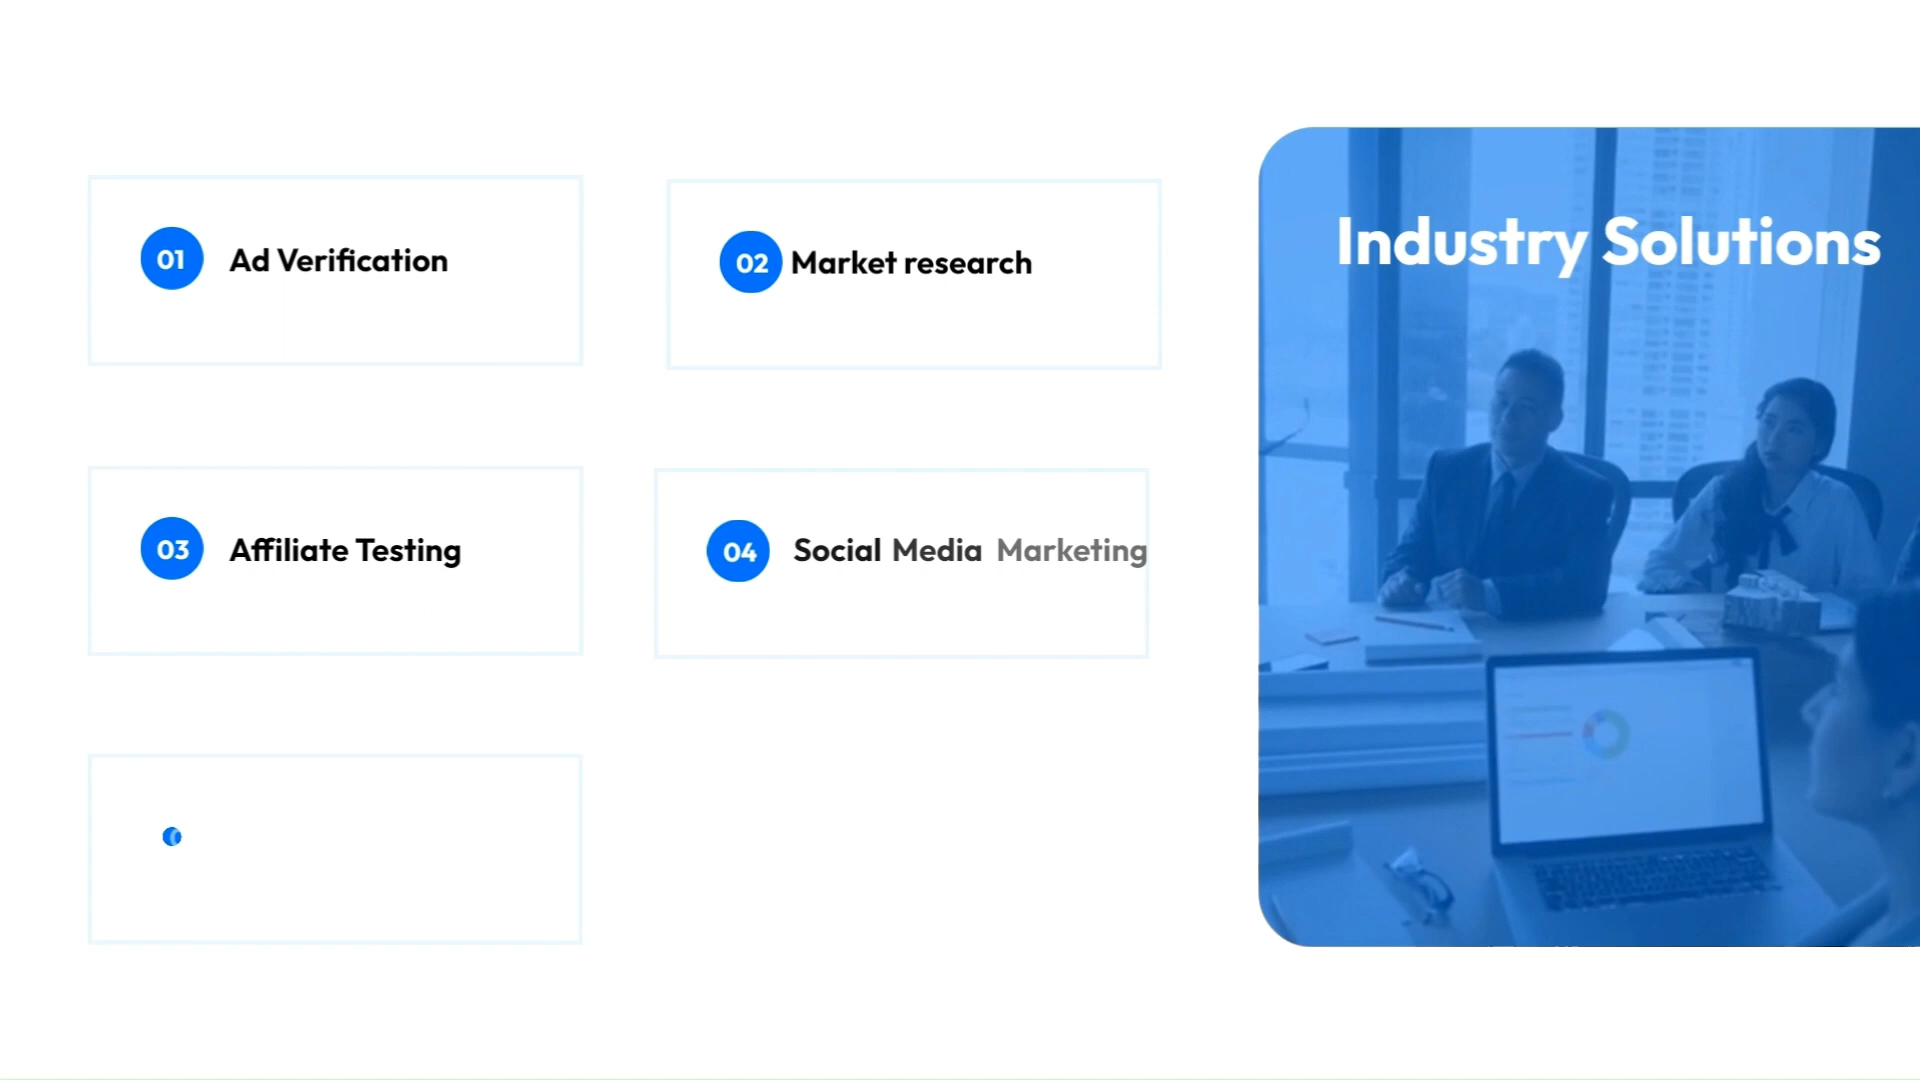 Industry Solutions
01 Ad Verification
02 Market research
03 Affiliate Testing
04 Social Media Marketing